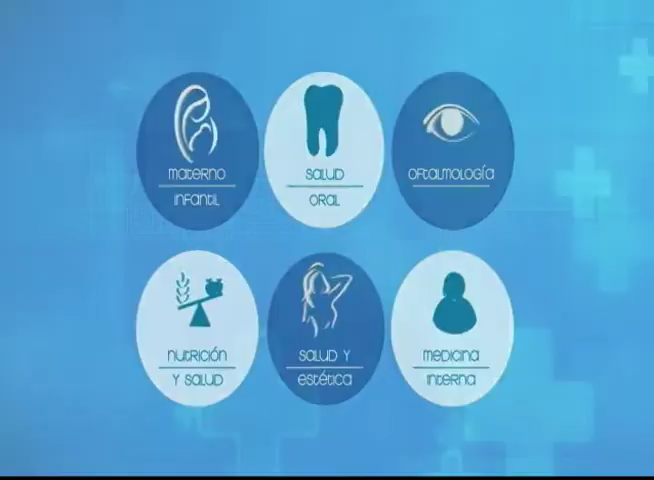 materno
infantil
salud
oral
oftalmología
nutrición
y salud
salud y
estética
medicina
interna